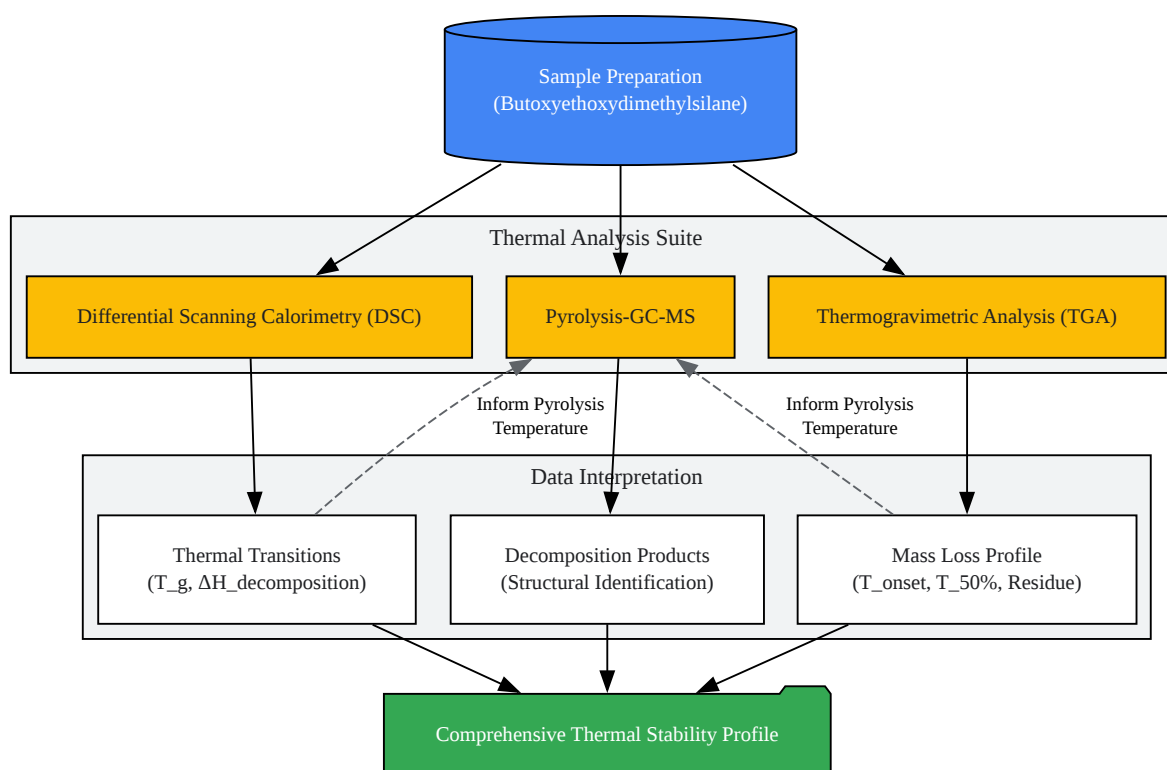 Sample Preparation
(Butoxyethoxydimethylsilane)
Thermal Analysis Suite
Differential Scanning Calorimetry (DSC)
Pyrolysis-GC-MS
Thermogravimetric Analysis (TGA)
Inform Pyrolysis
Temperature
Inform Pyrolysis
Temperature
Data Interpretation
Thermal Transitions
(T_g, ΔH_decomposition)
Decomposition Products
(Structural Identification)
Mass Loss Profile
(T_onset, T_50%, Residue)
Comprehensive Thermal Stability Profile